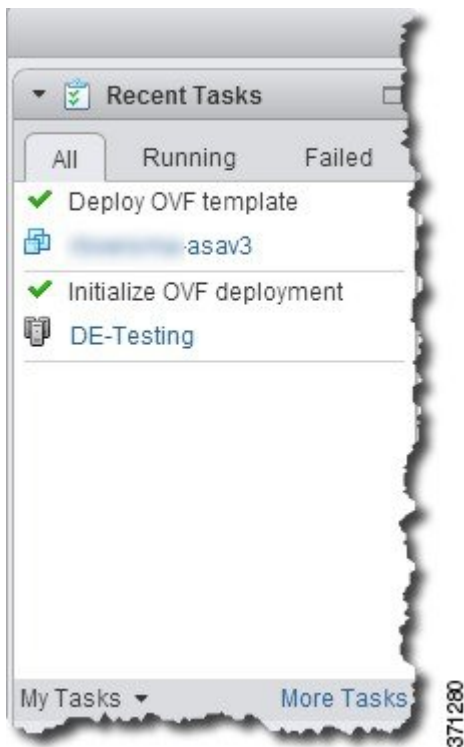 Recent Tasks
All Running Failed
Deploy OVF template
-asav3
Initialize OVF deployment
DE-Testing
My Tasks More Tasks
371280